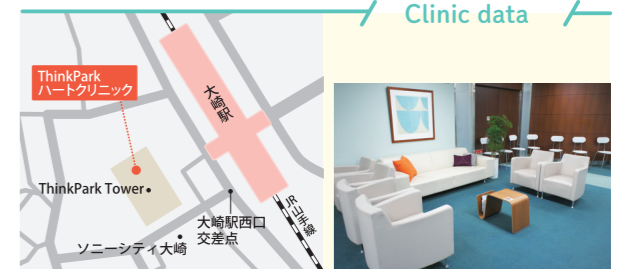 Clinic data
ThinkPark
ハートクリニック
大崎駅
ThinkPark Tower
大崎駅西口
交差点
ソニーシティ大崎
JR山手線